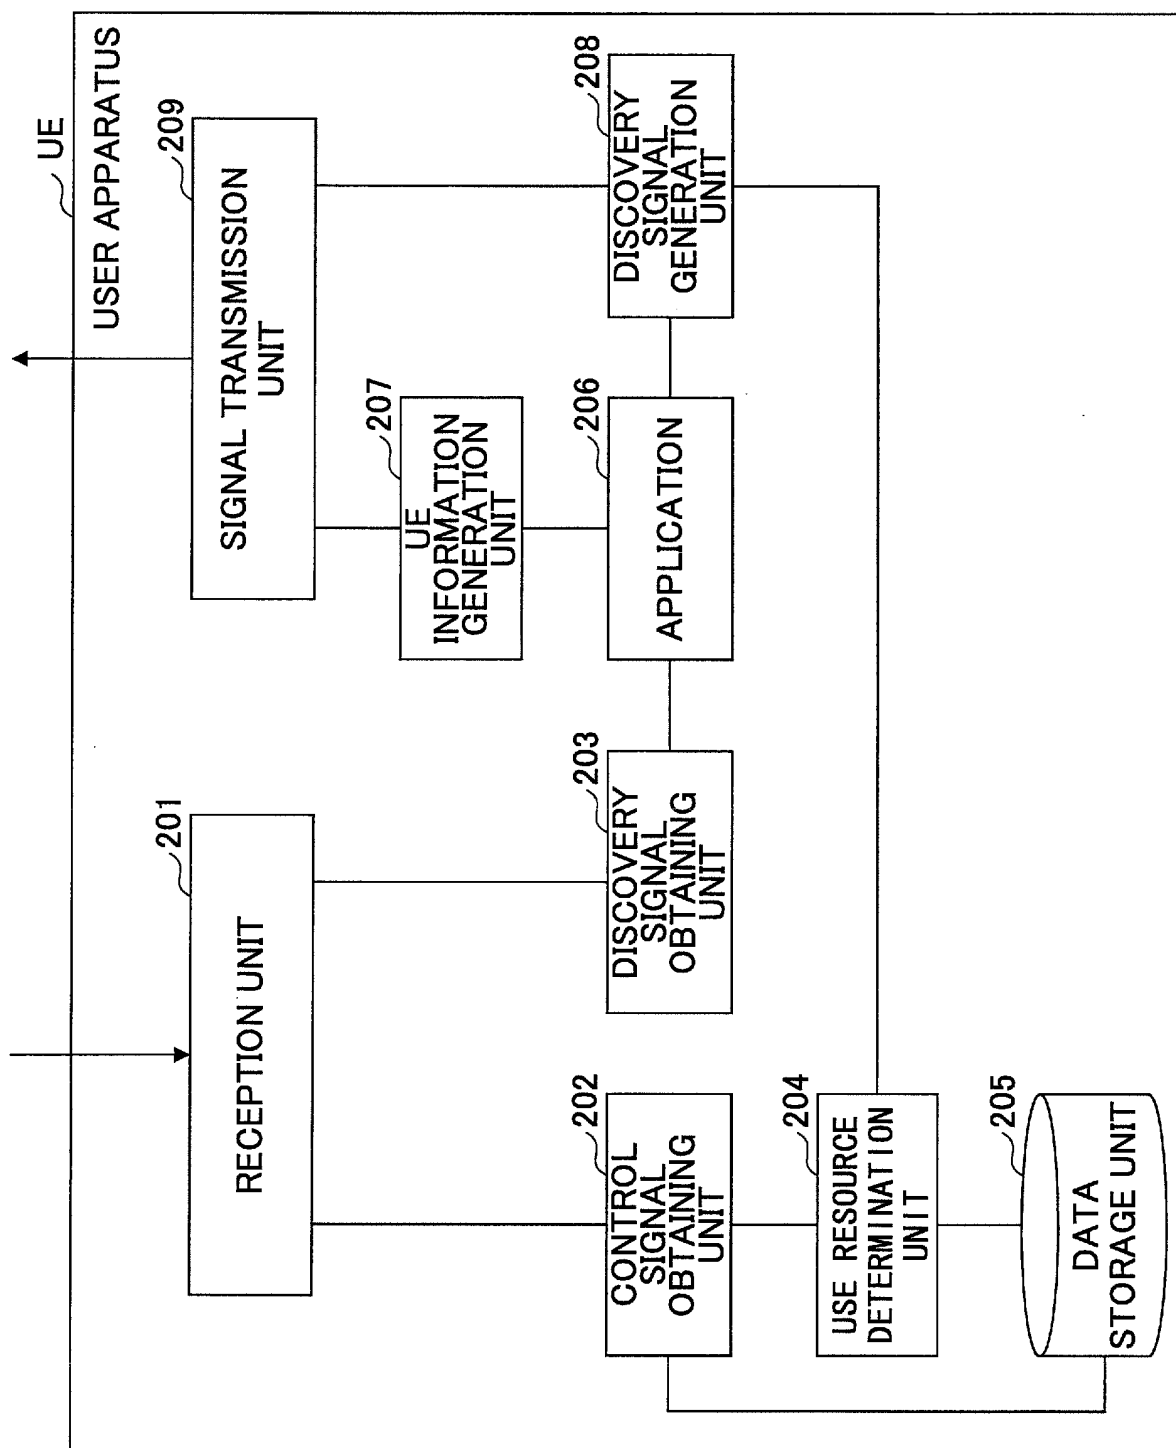 UE
USER APPARATUS
201
RECEPTION UNIT
209
SIGNAL TRANSMISSION
UNIT
207
UE
INFORMATION
GENERATION
UNIT
202
CONTROL
SIGNAL
OBTAINING
UNIT
203
DISCOVERY
SIGNAL
OBTAINING
UNIT
206
APPLICATION
208
DISCOVERY
SIGNAL
GENERATION
UNIT
204
USE RESOURCE
DETERMINATION
UNIT
205
DATA
STORAGE UNIT